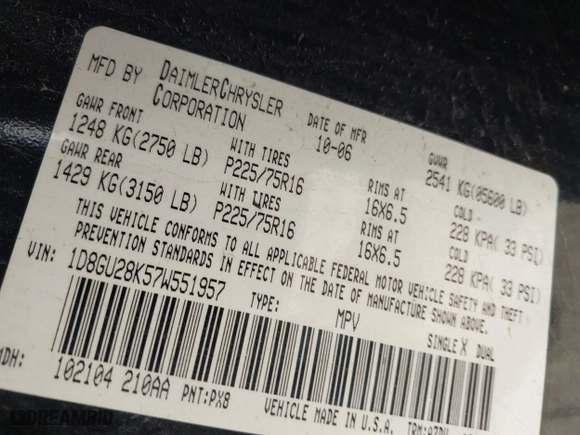 MFD BY DAIMLERCHRYSLER CORPORATION
DATE OF MFR 10-06
GVWR 2541 KG(05600 LB)
GAWR FRONT WITH TIRES RIMS AT COLD
1248 KG(2750 LB) P225/75R16 16X6.5 228 KPA( 33 PSI)
GAWR REAR WITH TIRES RIMS AT COLD
1429 KG(3150 LB) P225/75R16 16X6.5 228 KPA( 33 PSI)
THIS VEHICLE CONFORMS TO ALL APPLICABLE FEDERAL MOTOR VEHICLE SAFETY AND THEFT
PREVENTION STANDARDS IN EFFECT ON THE DATE OF MANUFACTURE SHOWN ABOVE.
VIN: 1D8GU28K57W551957 TYPE: MPV SINGLE X DUAL
MDH: 102104 210AA PNT:PX8
VEHICLE MADE IN U.S.A.
DREAMBID